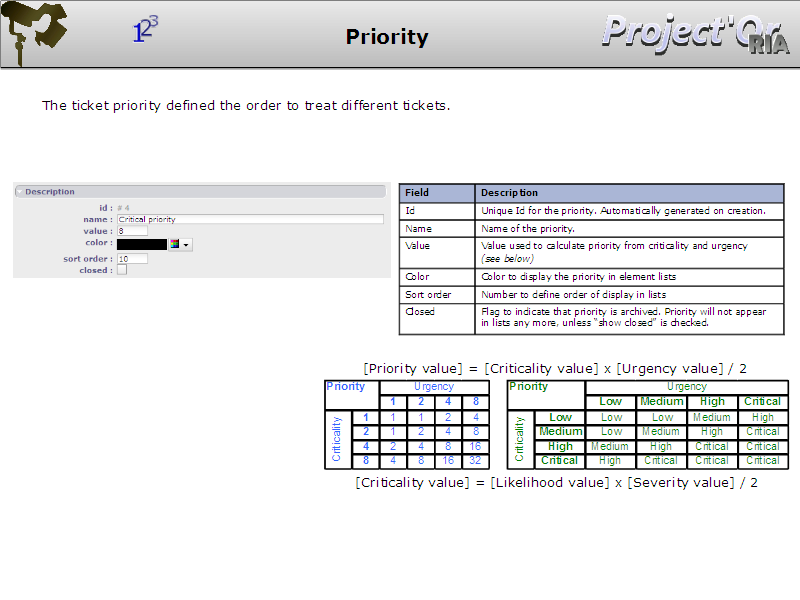 123
Priority
Project'Or
RIA
The ticket priority defined the order to treat different tickets.
Description
id : # 4
name : Critical priority
value : 8
color :
sort order : 10
closed :
Field Description
Id Unique Id for the priority. Automatically generated on creation.
Name Name of the priority.
Value Value used to calculate priority from criticality and urgency
(see below)
Color Color to display the priority in element lists
Sort order Number to define order of display in lists
Closed Flag to indicate that priority is archived. Priority will not appear
in lists any more, unless “show closed” is checked.
[Priority value] = [Criticality value] x [Urgency value] / 2
Priority Urgency
1 2 4 8
Criticality
1 1 1 2 4
2 1 2 4 8
4 2 4 8 16
8 4 8 16 32
Priority Urgency
Low Medium High Critical
Criticality
Low Low Low Medium High
Medium Low Medium High Critical
High Medium High Critical Critical
Critical High Critical Critical Critical
[Criticality value] = [Likelihood value] x [Severity value] / 2